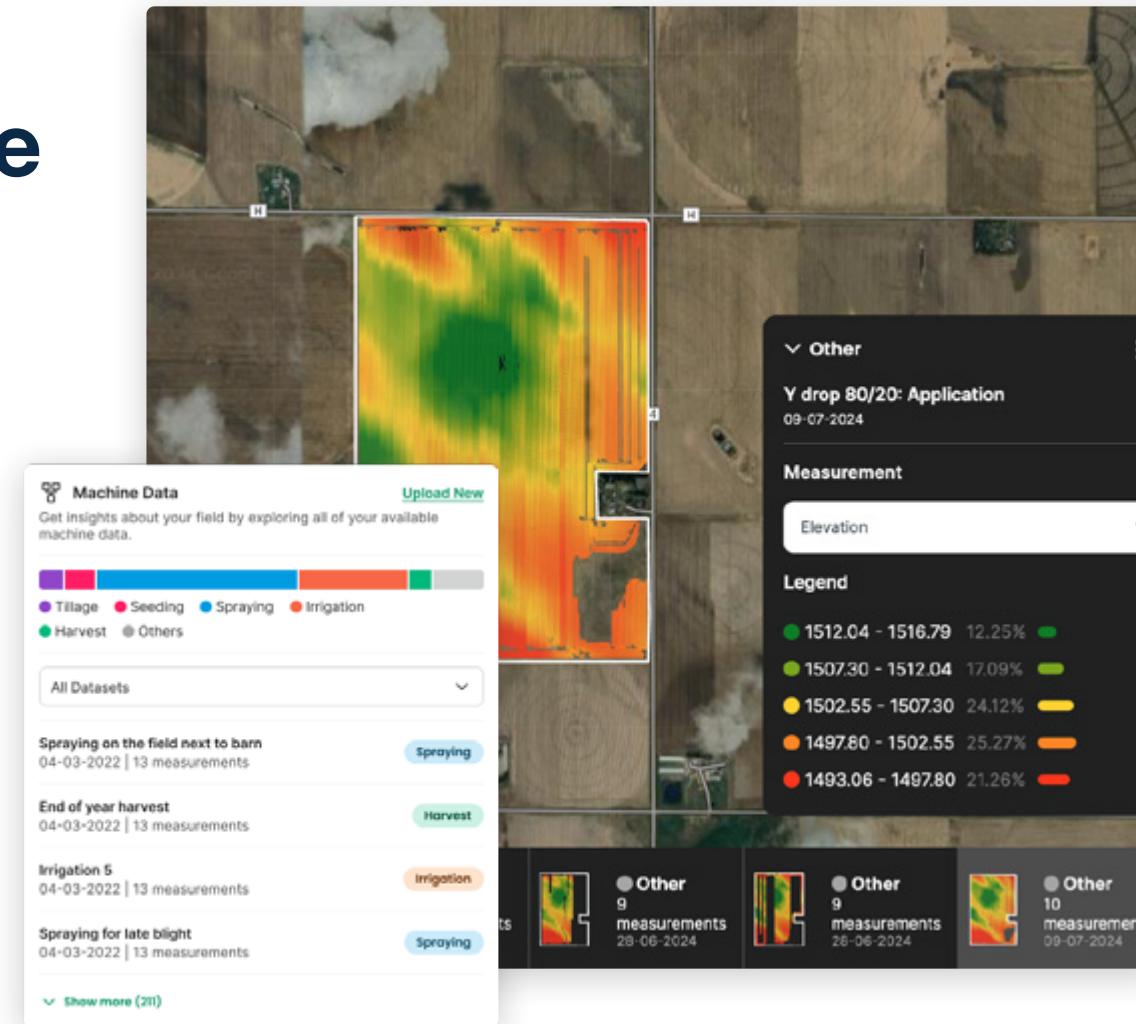 e
H
H
4
Other
Y drop 80/20: Application
09-07-2024
Measurement
Elevation
Legend
1512.04 - 1516.79 12.25%
1507.30 - 1512.04 17.09%
1502.55 - 1507.30 24.12%
1497.80 - 1502.55 25.27%
1493.06 - 1497.80 21.26%
Machine Data
Upload New
Get insights about your field by exploring all of your available
machine data.
Tillage Seeding Spraying Irrigation
Harvest Others
All Datasets
Spraying on the field next to barn
04-03-2022 | 13 measurements
Spraying
End of year harvest
04-03-2022 | 13 measurements
Harvest
Irrigation 5
04-03-2022 | 13 measurements
Irrigation
Spraying for late blight
04-03-2022 | 13 measurements
Spraying
Show more (211)
ts
Other
9
measurements
28-06-2024
Other
9
measurements
28-06-2024
Other
10
measuremen
09-07-2024